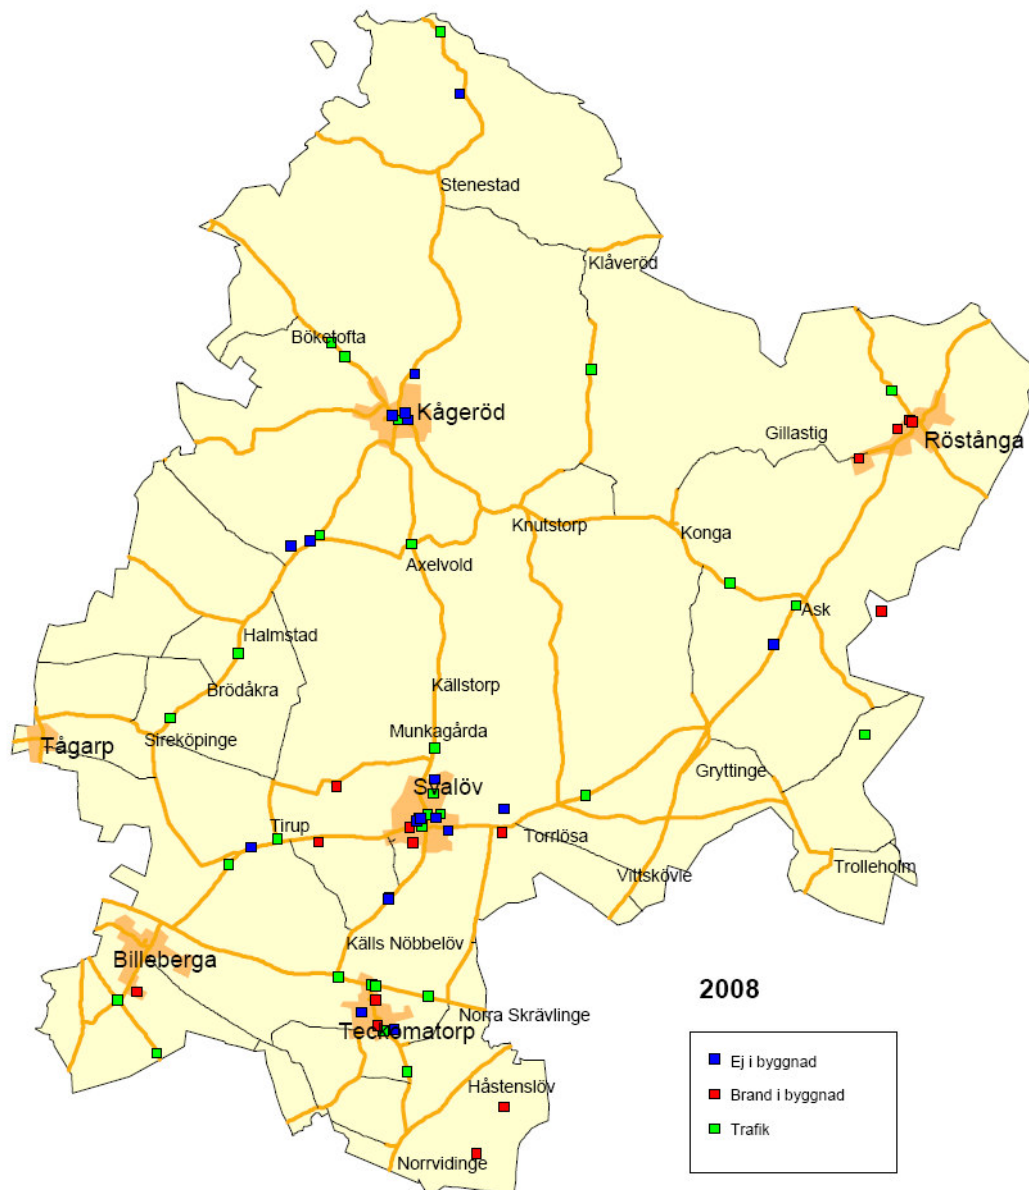 Stenestad
Klåveröd
Böketofta
Kågeröd
Gillastig
Röstånga
Knutstorp
Konga
Axelvold
Ask
Halmstad
Brödåkra
Källstorp
Sireköpinge
Munkagårda
Tågarp
Gryttinge
Svalöv
Tirup
Torrlösa
Trolleholm
Vittskövle
Källs Nöbbelöv
Billeberga
2008
Norra Skrävlinge
Teckomatorp
Ej i byggnad
Håstenslöv
Brand i byggnad
Trafik
Norrvidinge